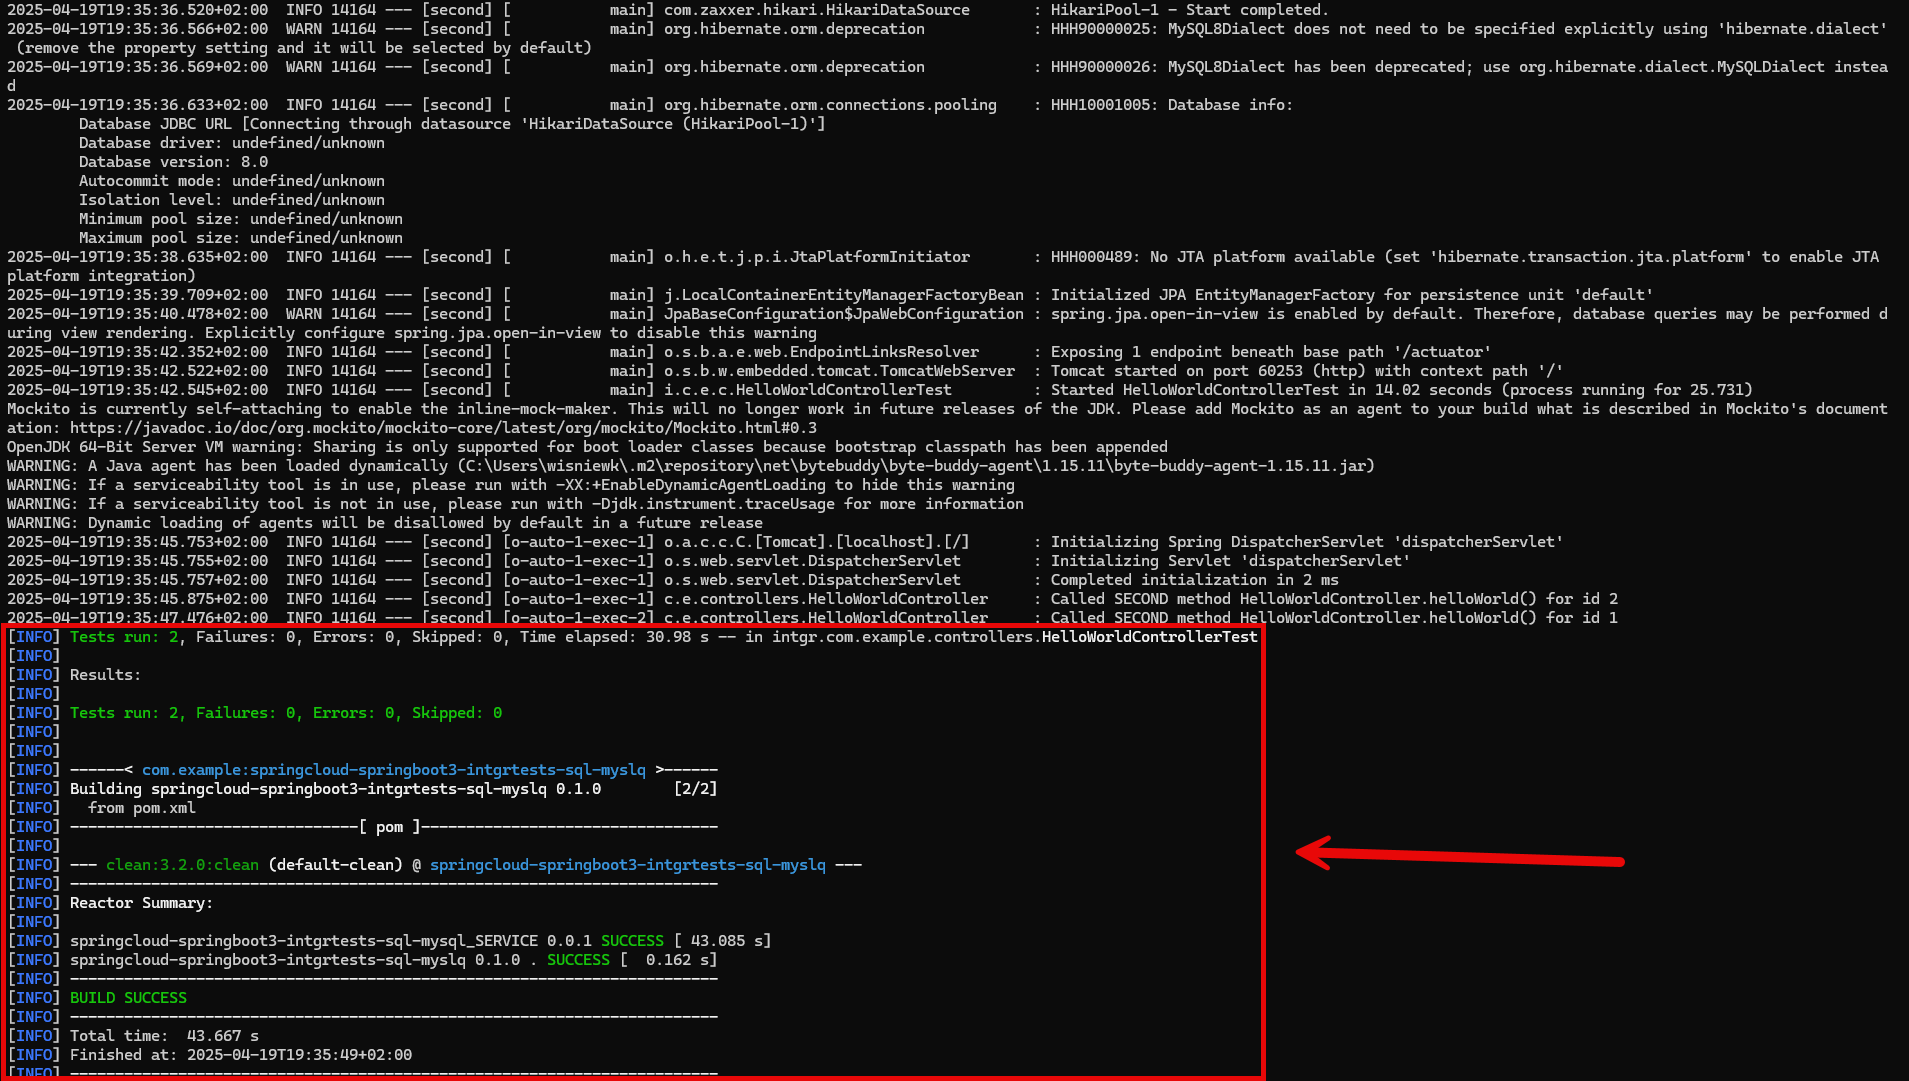 2025-04-19T19:35:36.520+02:00  INFO 14164 --- [second] [           main] com.zaxxer.hikari.HikariDataSource       : HikariPool-1 - Start completed.
2025-04-19T19:35:36.566+02:00  WARN 14164 --- [second] [           main] org.hibernate.orm.deprecation            : HHH90000025: MySQL8Dialect does not need to be specified explicitly using 'hibernate.dialect'
 (remove the property setting and it will be selected by default)
2025-04-19T19:35:36.569+02:00  WARN 14164 --- [second] [           main] org.hibernate.orm.deprecation            : HHH90000026: MySQL8Dialect has been deprecated; use org.hibernate.dialect.MySQLDialect instea
d
2025-04-19T19:35:36.633+02:00  INFO 14164 --- [second] [           main] org.hibernate.orm.connections.pooling    : HHH10001005: Database info:
        Database JDBC URL [Connecting through datasource 'HikariDataSource (HikariPool-1)']
        Database driver: undefined/unknown
        Database version: 8.0
        Autocommit mode: undefined/unknown
        Isolation level: undefined/unknown
        Minimum pool size: undefined/unknown
        Maximum pool size: undefined/unknown
2025-04-19T19:35:38.635+02:00  INFO 14164 --- [second] [           main] o.h.e.t.j.p.i.JtaPlatformInitiator       : HHH000489: No JTA platform available (set 'hibernate.transaction.jta.platform' to enable JTA
platform integration)
2025-04-19T19:35:39.709+02:00  INFO 14164 --- [second] [           main] j.LocalContainerEntityManagerFactoryBean : Initialized JPA EntityManagerFactory for persistence unit 'default'
2025-04-19T19:35:40.478+02:00  WARN 14164 --- [second] [           main] JpaBaseConfiguration$JpaWebConfiguration : spring.jpa.open-in-view is enabled by default. Therefore, database queries may be performed d
uring view rendering. Explicitly configure spring.jpa.open-in-view to disable this warning
2025-04-19T19:35:42.352+02:00  INFO 14164 --- [second] [           main] o.s.b.a.e.web.EndpointLinksResolver      : Exposing 1 endpoint beneath base path '/actuator'
2025-04-19T19:35:42.522+02:00  INFO 14164 --- [second] [           main] o.s.b.w.embedded.tomcat.TomcatWebServer  : Tomcat started on port 60253 (http) with context path '/'
2025-04-19T19:35:42.545+02:00  INFO 14164 --- [second] [           main] i.c.e.c.HelloWorldControllerTest         : Started HelloWorldControllerTest in 14.02 seconds (process running for 25.731)
Mockito is currently self-attaching to enable the inline-mock-maker. This will no longer work in future releases of the JDK. Please add Mockito as an agent to your build what is described in Mockito's document
ation: https://javadoc.io/doc/org.mockito/mockito-core/latest/org/mockito/Mockito.html#0.3
OpenJDK 64-Bit Server VM warning: Sharing is only supported for boot loader classes because bootstrap classpath has been appended
WARNING: A Java agent has been loaded dynamically (C:\Users\wisniewk\.m2\repository\net\bytebuddy\byte-buddy-agent\1.15.11\byte-buddy-agent-1.15.11.jar)
WARNING: If a serviceability tool is in use, please run with -XX:+EnableDynamicAgentLoading to hide this warning
WARNING: If a serviceability tool is not in use, please run with -Djdk.instrument.traceUsage for more information
WARNING: Dynamic loading of agents will be disallowed by default in a future release
2025-04-19T19:35:45.753+02:00  INFO 14164 --- [second] [o-auto-1-exec-1] o.a.c.c.C.[Tomcat].[localhost].[/]       : Initializing Spring DispatcherServlet 'dispatcherServlet'
2025-04-19T19:35:45.755+02:00  INFO 14164 --- [second] [o-auto-1-exec-1] o.s.web.servlet.DispatcherServlet        : Initializing Servlet 'dispatcherServlet'
2025-04-19T19:35:45.757+02:00  INFO 14164 --- [second] [o-auto-1-exec-1] o.s.web.servlet.DispatcherServlet        : Completed initialization in 2 ms
2025-04-19T19:35:45.875+02:00  INFO 14164 --- [second] [o-auto-1-exec-1] c.e.controllers.HelloWorldController     : Called SECOND method HelloWorldController.helloWorld() for id 2
2025-04-19T19:35:47.476+02:00  INFO 14164 --- [second] [o-auto-1-exec-2] c.e.controllers.HelloWorldController     : Called SECOND method HelloWorldController.helloWorld() for id 1
[INFO] Tests run: 2, Failures: 0, Errors: 0, Skipped: 0, Time elapsed: 30.98 s -- in intgr.com.example.controllers.HelloWorldControllerTest
[INFO]
[INFO] Results:
[INFO]
[INFO] Tests run: 2, Failures: 0, Errors: 0, Skipped: 0
[INFO]
[INFO]
[INFO] ------< com.example:springcloud-springboot3-intgrtests-sql-myslq >------
[INFO] Building springcloud-springboot3-intgrtests-sql-myslq 0.1.0        [2/2]
[INFO]   from pom.xml
[INFO] --------------------------------[ pom ]---------------------------------
[INFO]
[INFO] --- clean:3.2.0:clean (default-clean) @ springcloud-springboot3-intgrtests-sql-myslq ---
[INFO] ------------------------------------------------------------------------
[INFO] Reactor Summary:
[INFO]
[INFO] springcloud-springboot3-intgrtests-sql-mysql_SERVICE 0.0.1 SUCCESS [ 43.085 s]
[INFO] springcloud-springboot3-intgrtests-sql-myslq 0.1.0 . SUCCESS [  0.162 s]
[INFO] ------------------------------------------------------------------------
[INFO] BUILD SUCCESS
[INFO] ------------------------------------------------------------------------
[INFO] Total time:  43.667 s
[INFO] Finished at: 2025-04-19T19:35:49+02:00
[INFO] ------------------------------------------------------------------------